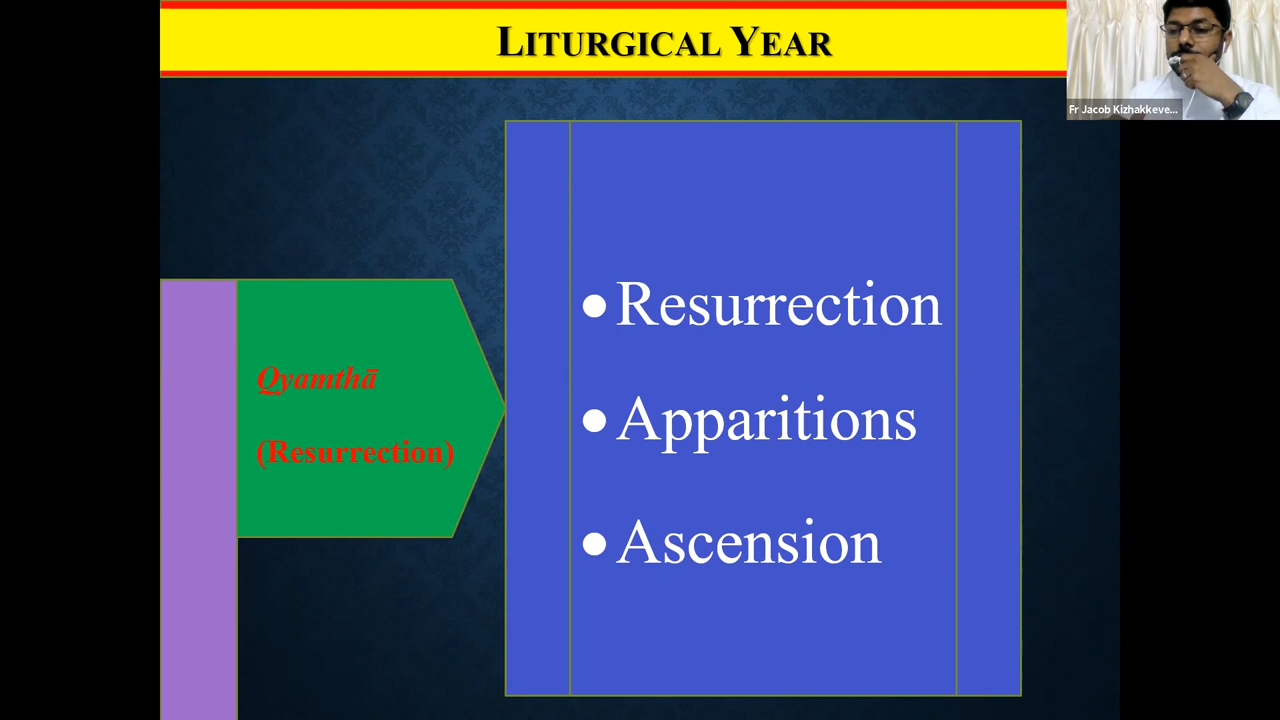 LITURGICAL YEAR
Fr Jacob Kizhakkeve...
Qyamthā
(Resurrection)
•Resurrection
•Apparitions
•Ascension